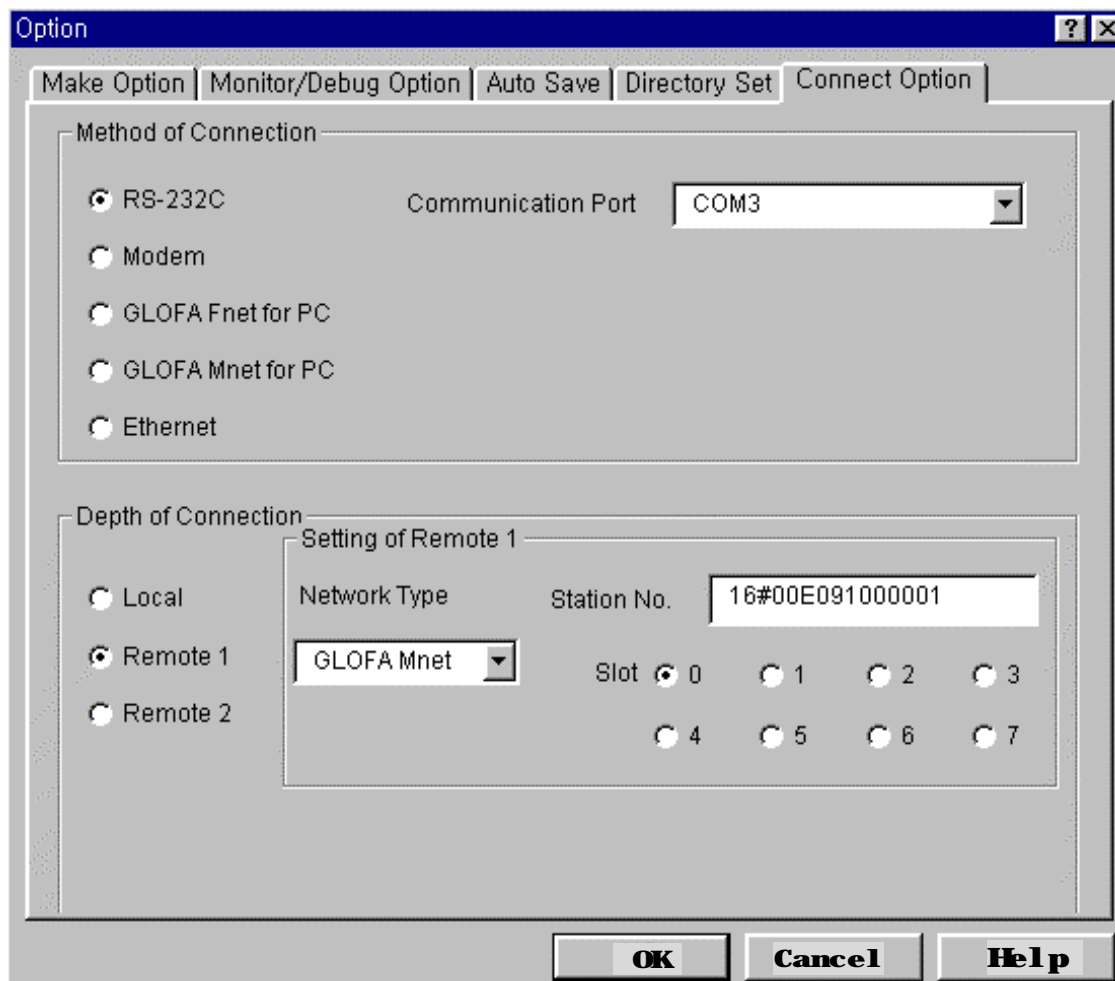 Option
Make Option Monitor/Debug Option Auto Save Directory Set Connect Option
Method of Connection
RS-232C Communication Port COM3
Modem
GLOFA Fnet for PC
GLOFA Mnet for PC
Ethernet
Depth of Connection
Setting of Remote 1
Local Network Type Station No. 16#00E091000001
Remote 1 GLOFA Mnet Slot 0 1 2 3
Remote 2 4 5 6 7
OK Cancel Help